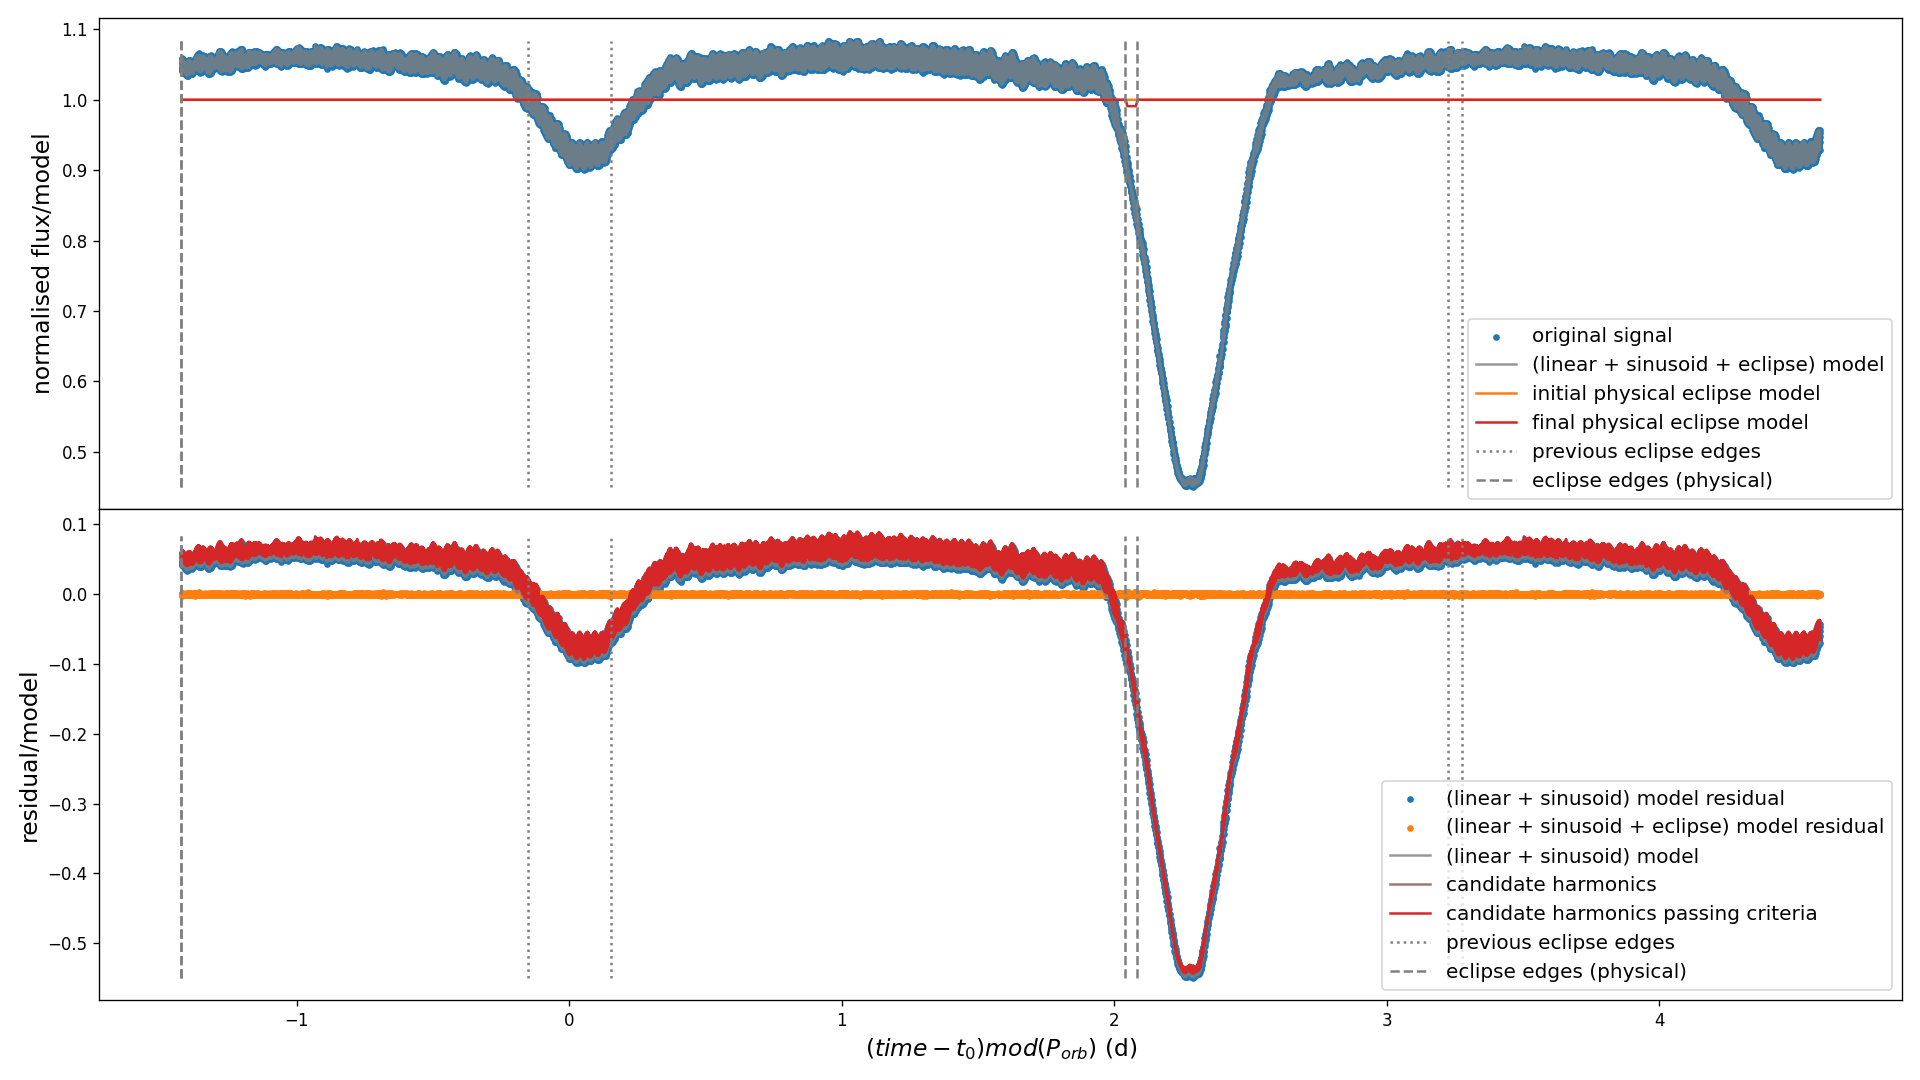 1.1
1.0
0.9
0.8
0.7
0.6
0.5
normalised flux/model
original signal
(linear + sinusoid + eclipse) model
initial physical eclipse model
final physical eclipse model
previous eclipse edges
eclipse edges (physical)
0.1
0.0
−0.1
−0.2
−0.3
−0.4
−0.5
residual/model
(linear + sinusoid) model residual
(linear + sinusoid + eclipse) model residual
(linear + sinusoid) model
candidate harmonics
candidate harmonics passing criteria
previous eclipse edges
eclipse edges (physical)
−1 0 1 2 3 4
(time − t₀)mod(P_orb) (d)